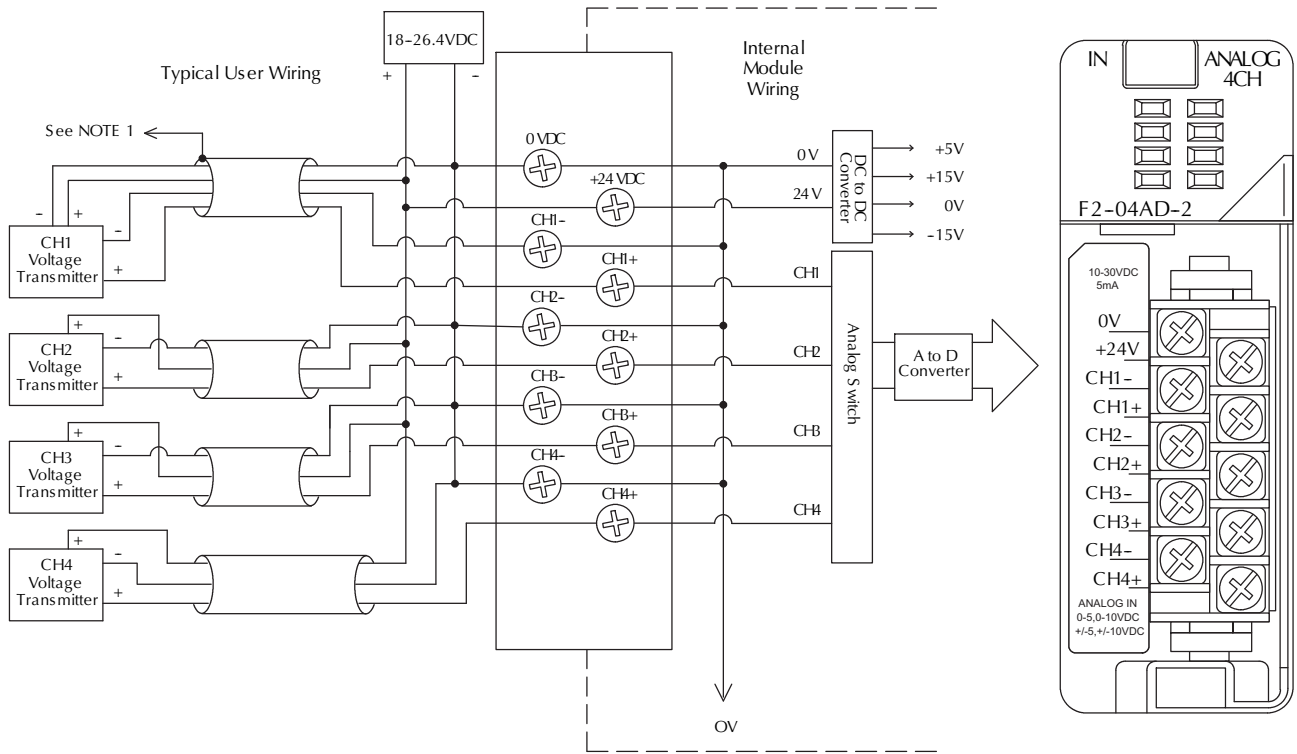 18-26.4VDC
+ -
Typical User Wiring
Internal
Module
Wiring
See NOTE 1
- +
CH1
Voltage
Transmitter
-
+
+
CH2
Voltage
Transmitter
-
+
+
CH3
Voltage
Transmitter
-
+
+
CH4
Voltage
Transmitter
-
+
0 VDC
+24 VDC
CH1-
CH1+
CH2-
CH2+
CH3-
CH3+
CH4-
CH4+
0V
24V
CH1
CH2
CH3
CH4
DC to DC
Converter
+5V
+15V
0V
-15V
Analog Switch
A to D
Converter
OV
IN
ANALOG
4CH
F2-04AD-2
10-30VDC
5mA
0V
+24V
CH1-
CH1+
CH2-
CH2+
CH3-
CH3+
CH4-
CH4+
ANALOG IN
0-5,0-10VDC
+/-5,+/-10VDC